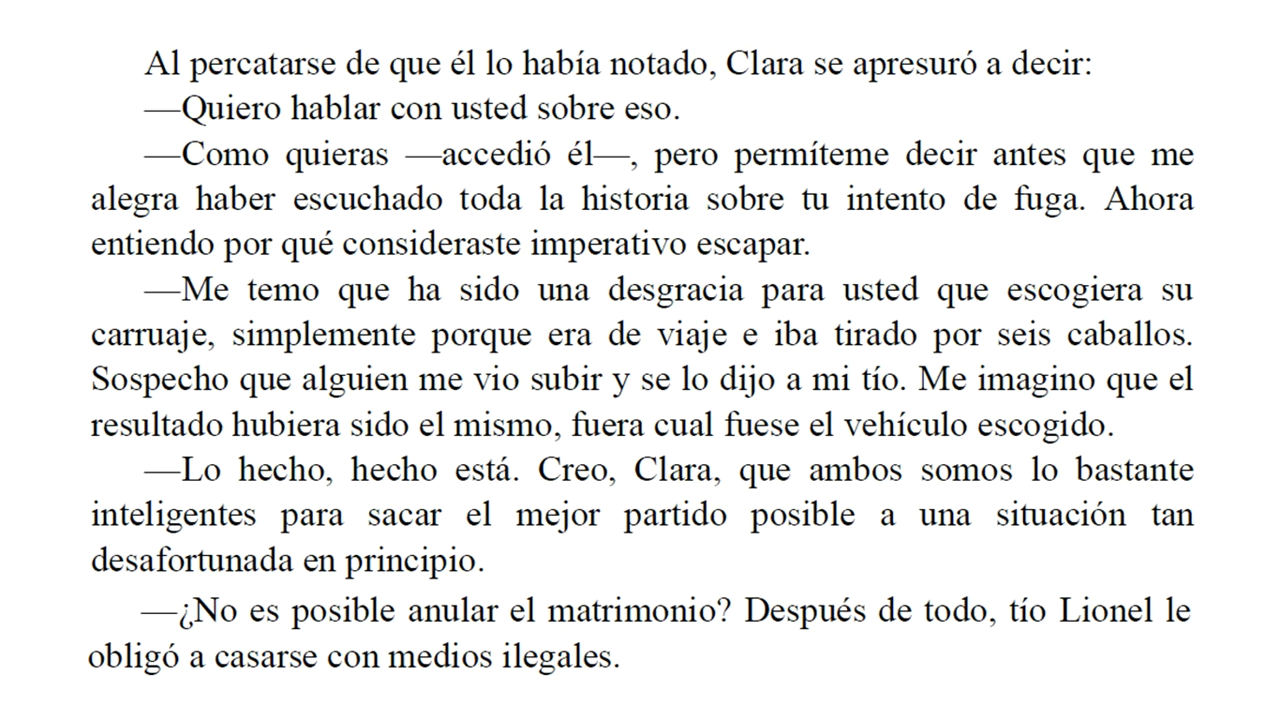 Al percatarse de que él lo había notado, Clara se apresuró a decir:
—Quiero hablar con usted sobre eso.
—Como quieras —accedió él—, pero permíteme decir antes que me
alegra haber escuchado toda la historia sobre tu intento de fuga. Ahora
entiendo por qué consideraste imperativo escapar.
—Me temo que ha sido una desgracia para usted que escogiera su
carruaje, simplemente porque era de viaje e iba tirado por seis caballos.
Sospecho que alguien me vio subir y se lo dijo a mi tío. Me imagino que el
resultado hubiera sido el mismo, fuera cual fuese el vehículo escogido.
—Lo hecho, hecho está. Creo, Clara, que ambos somos lo bastante
inteligentes para sacar el mejor partido posible a una situación tan
desafortunada en principio.
—¿No es posible anular el matrimonio? Después de todo, tío Lionel le
obligó a casarse con medios ilegales.